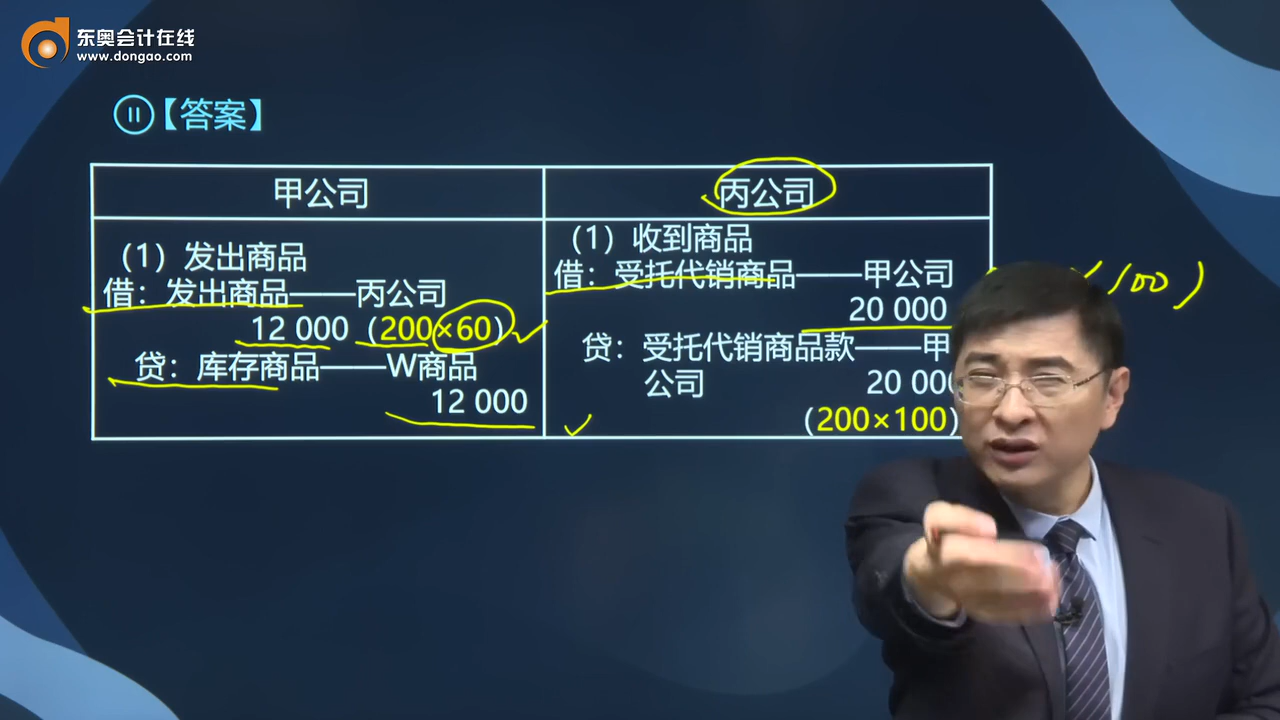 东奥会计在线
www.dongao.com
⑪【答案】
甲公司
丙公司
（1）发出商品
借：发出商品——丙公司
12 000（200×60）
贷：库存商品——W商品
12 000
（1）收到商品
借：受托代销商品——甲公司
20 000
贷：受托代销商品款——甲
公司 20 000
（200×100）
100）